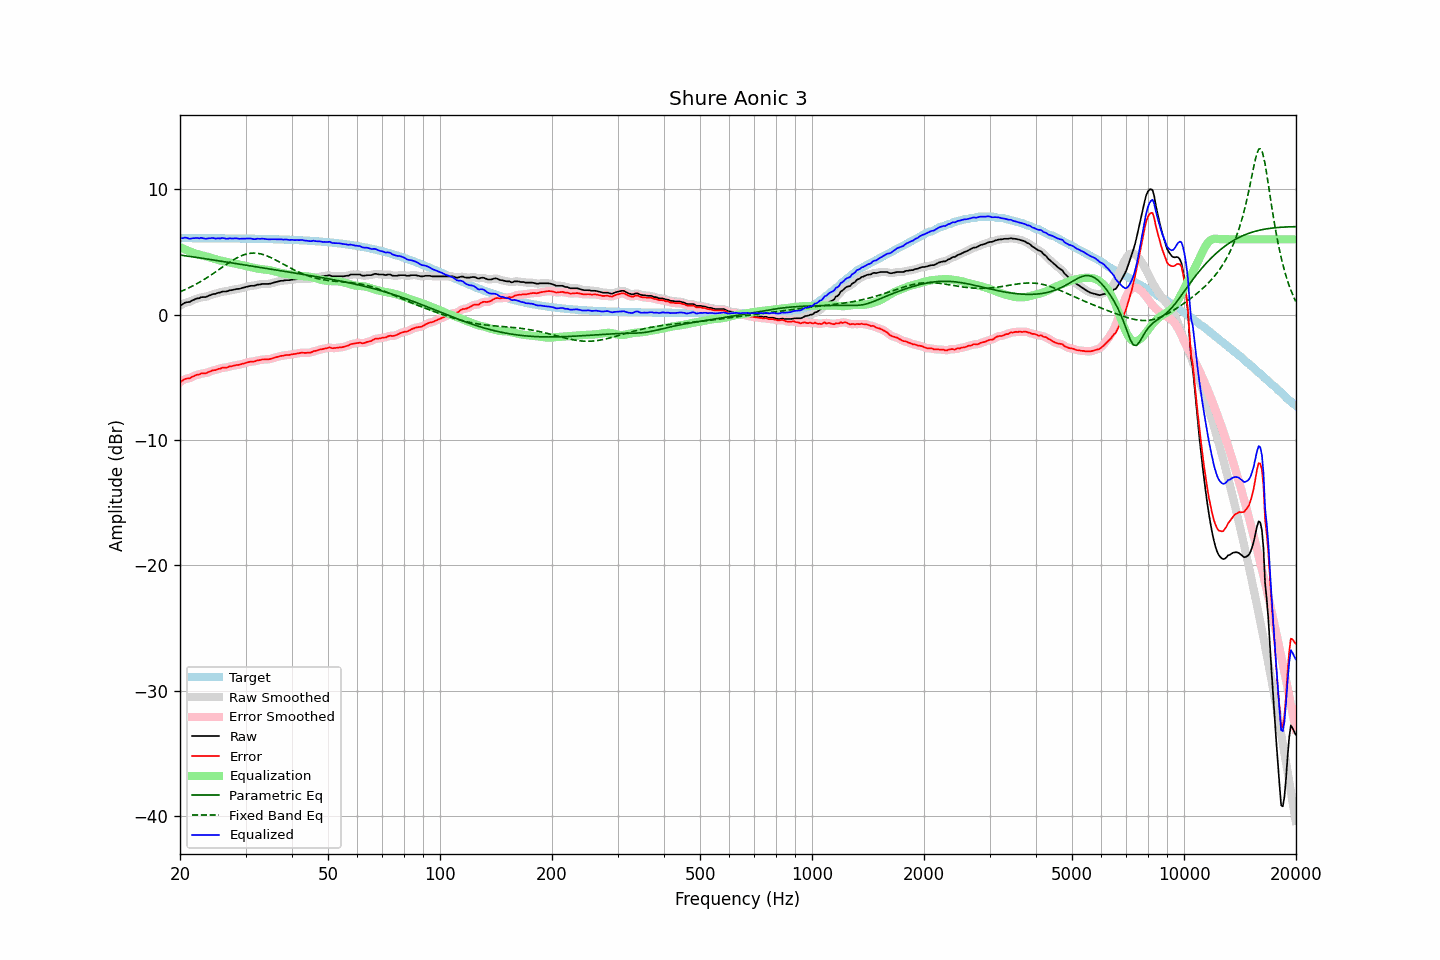 Shure Aonic 3
Amplitude (dBr)
10
0
−10
−20
−30
−40
Target
Raw Smoothed
Error Smoothed
Raw
Error
Equalization
Parametric Eq
Fixed Band Eq
Equalized
20 50 100 200 500 1000 2000 5000 10000 20000
Frequency (Hz)